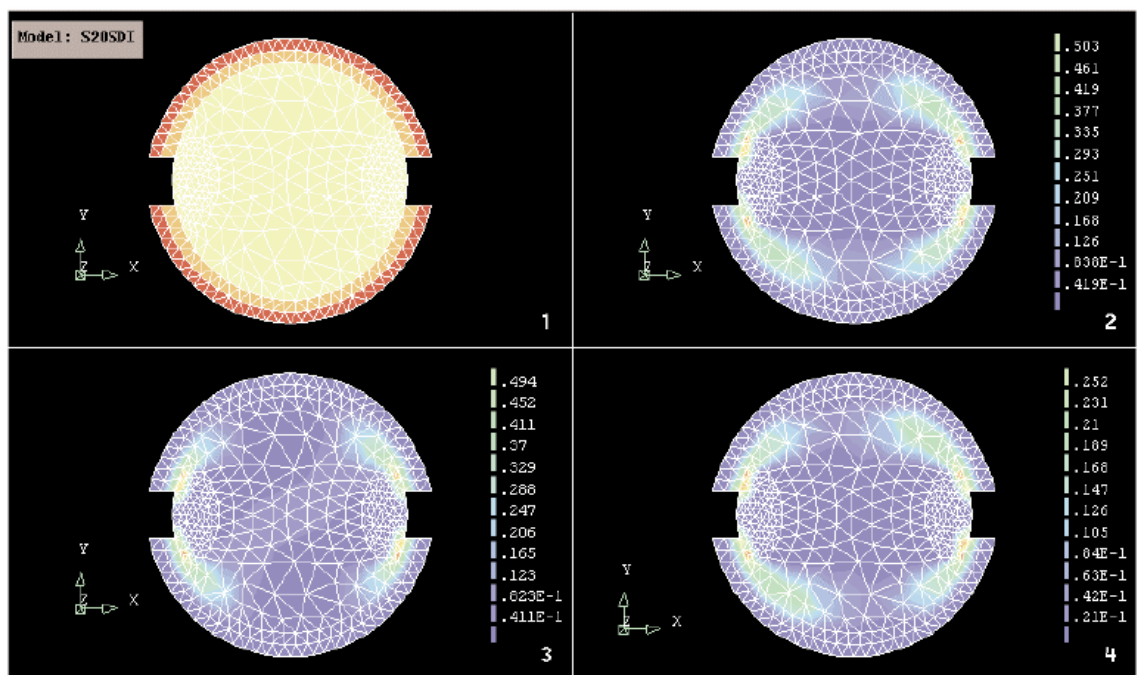 Model: S20SDI
Y
Z
X
1
.503
.461
.419
.377
.335
.293
.251
.209
.168
.126
.838E-1
.419E-1
Y
Z
X
2
.494
.452
.411
.37
.329
.288
.247
.206
.165
.123
.823E-1
.411E-1
Y
Z
X
3
.252
.231
.21
.189
.168
.147
.126
.105
.84E-1
.63E-1
.42E-1
.21E-1
Y
Z
X
4